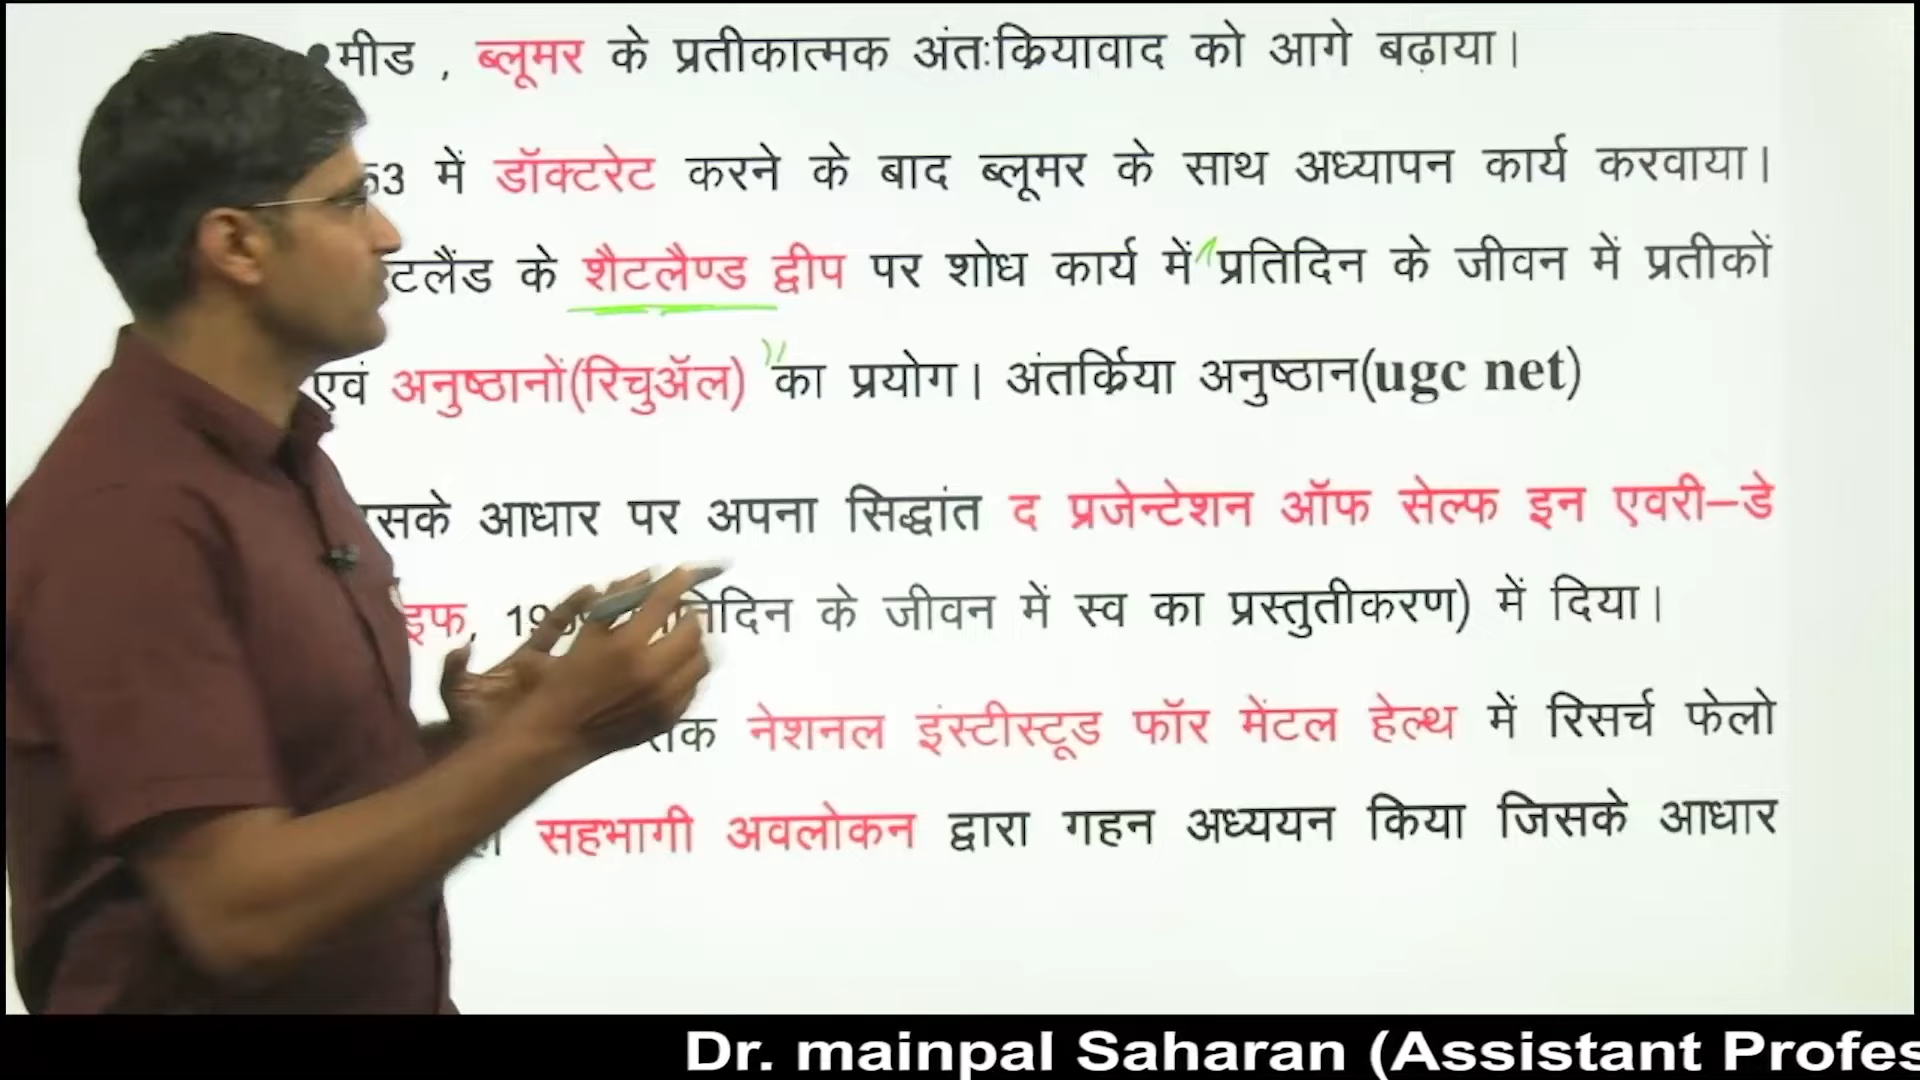 •मीड , ब्लूमर के प्रतीकात्मक अंतःक्रियावाद को आगे बढ़ाया।
53 में डॉक्टरेट करने के बाद ब्लूमर के साथ अध्यापन कार्य करवाया।
टलैंड के शैटलैण्ड द्वीप पर शोध कार्य में प्रतिदिन के जीवन में प्रतीकों
एवं अनुष्ठानों(रिचुअॅल) का प्रयोग। अंतर्क्रिया अनुष्ठान(ugc net)
सके आधार पर अपना सिद्धांत द प्रजेन्टेशन ऑफ सेल्फ इन एवरी–डे
इफ, तिदिन के जीवन में स्व का प्रस्तुतीकरण) में दिया।
तक नेशनल इंस्टीस्टूड फॉर मेंटल हेल्थ में रिसर्च फेलो
सहभागी अवलोकन द्वारा गहन अध्ययन किया जिसके आधार
Dr. mainpal Saharan (Assistant Profes